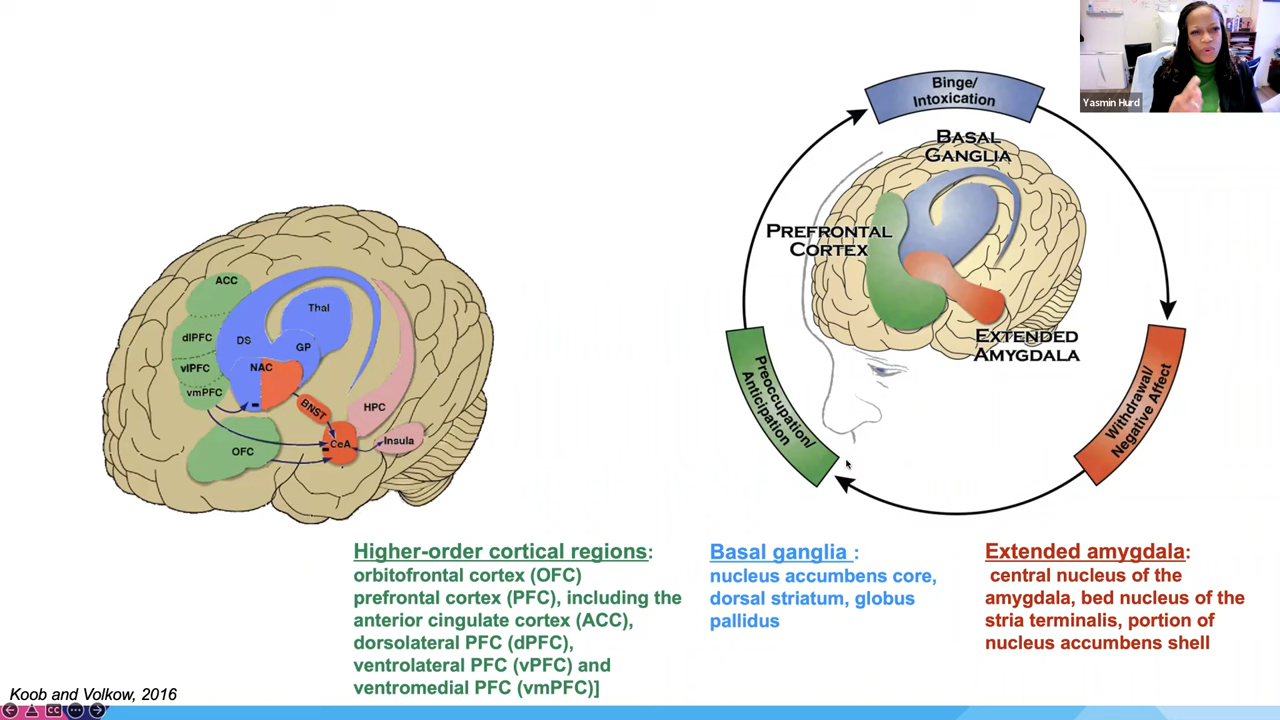 Yasmin Hurd
Binge/
Intoxication
BASAL
GANGLIA
PREFRONTAL
CORTEX
EXTENDED
AMYGDALA
Preoccupation/
Anticipation
Withdrawal/
Negative Affect
ACC
Thal
dlPFC
DS
GP
vlPFC
NAC
vmPFC
BNST
HPC
OFC
CeA
Insula
Higher-order cortical regions:
orbitofrontal cortex (OFC)
prefrontal cortex (PFC), including the
anterior cingulate cortex (ACC),
dorsolateral PFC (dPFC),
ventrolateral PFC (vPFC) and
ventromedial PFC (vmPFC)]
Basal ganglia :
nucleus accumbens core,
dorsal striatum, globus
pallidus
Extended amygdala:
central nucleus of the
amygdala, bed nucleus of the
stria terminalis, portion of
nucleus accumbens shell
Koob and Volkow, 2016
CC